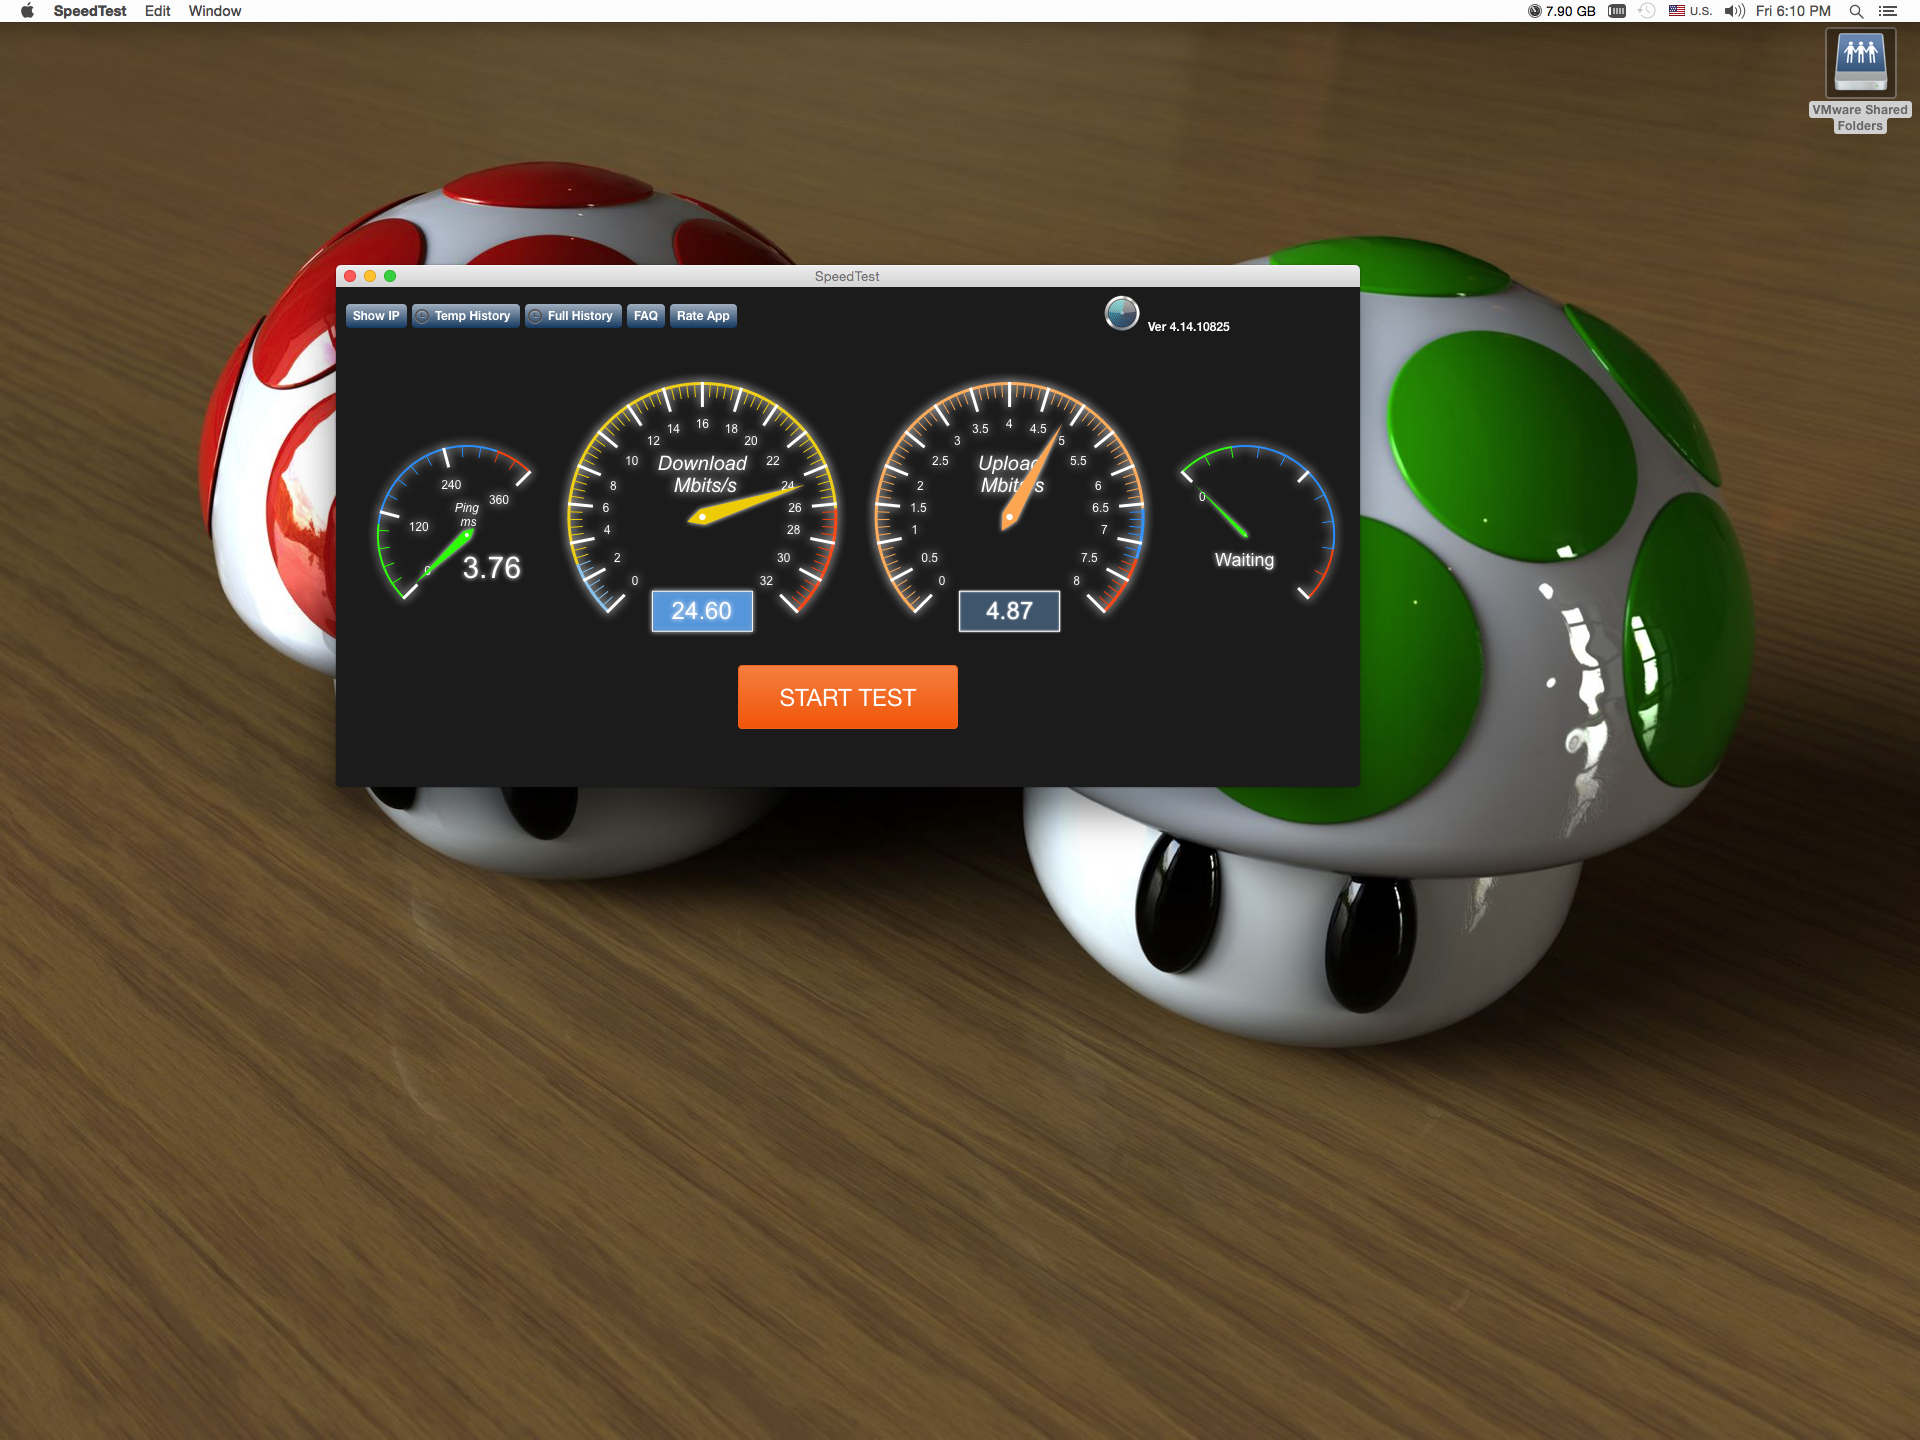 SpeedTest Edit Window
7.90 GB U.S. Fri 6:10 PM
VMware Shared
Folders
SpeedTest
Show IP Temp History Full History FAQ Rate App
Ver 4.14.10825
0
120
240
360
Ping
ms
3.76
0
2
4
6
8
10
12
14
16
18
20
22
24
26
28
30
32
Download
Mbits/s
24.60
0
0.5
1
1.5
2
2.5
3
3.5
4
4.5
5
5.5
6
6.5
7
7.5
8
Upload
Mbits/s
4.87
0
Waiting
START TEST